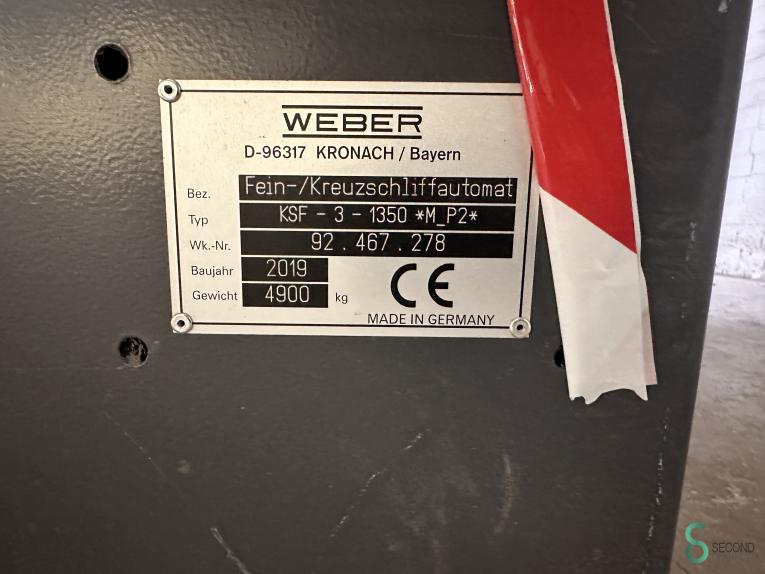 WEBER
D-96317 KRONACH / Bayern
Bez. Fein-/Kreuzschliffautomat
Typ KSF - 3 - 1350 *M_P2*
Wk.-Nr. 92 . 467 . 278
Baujahr 2019
Gewicht 4900 kg
CE
MADE IN GERMANY
SECOND